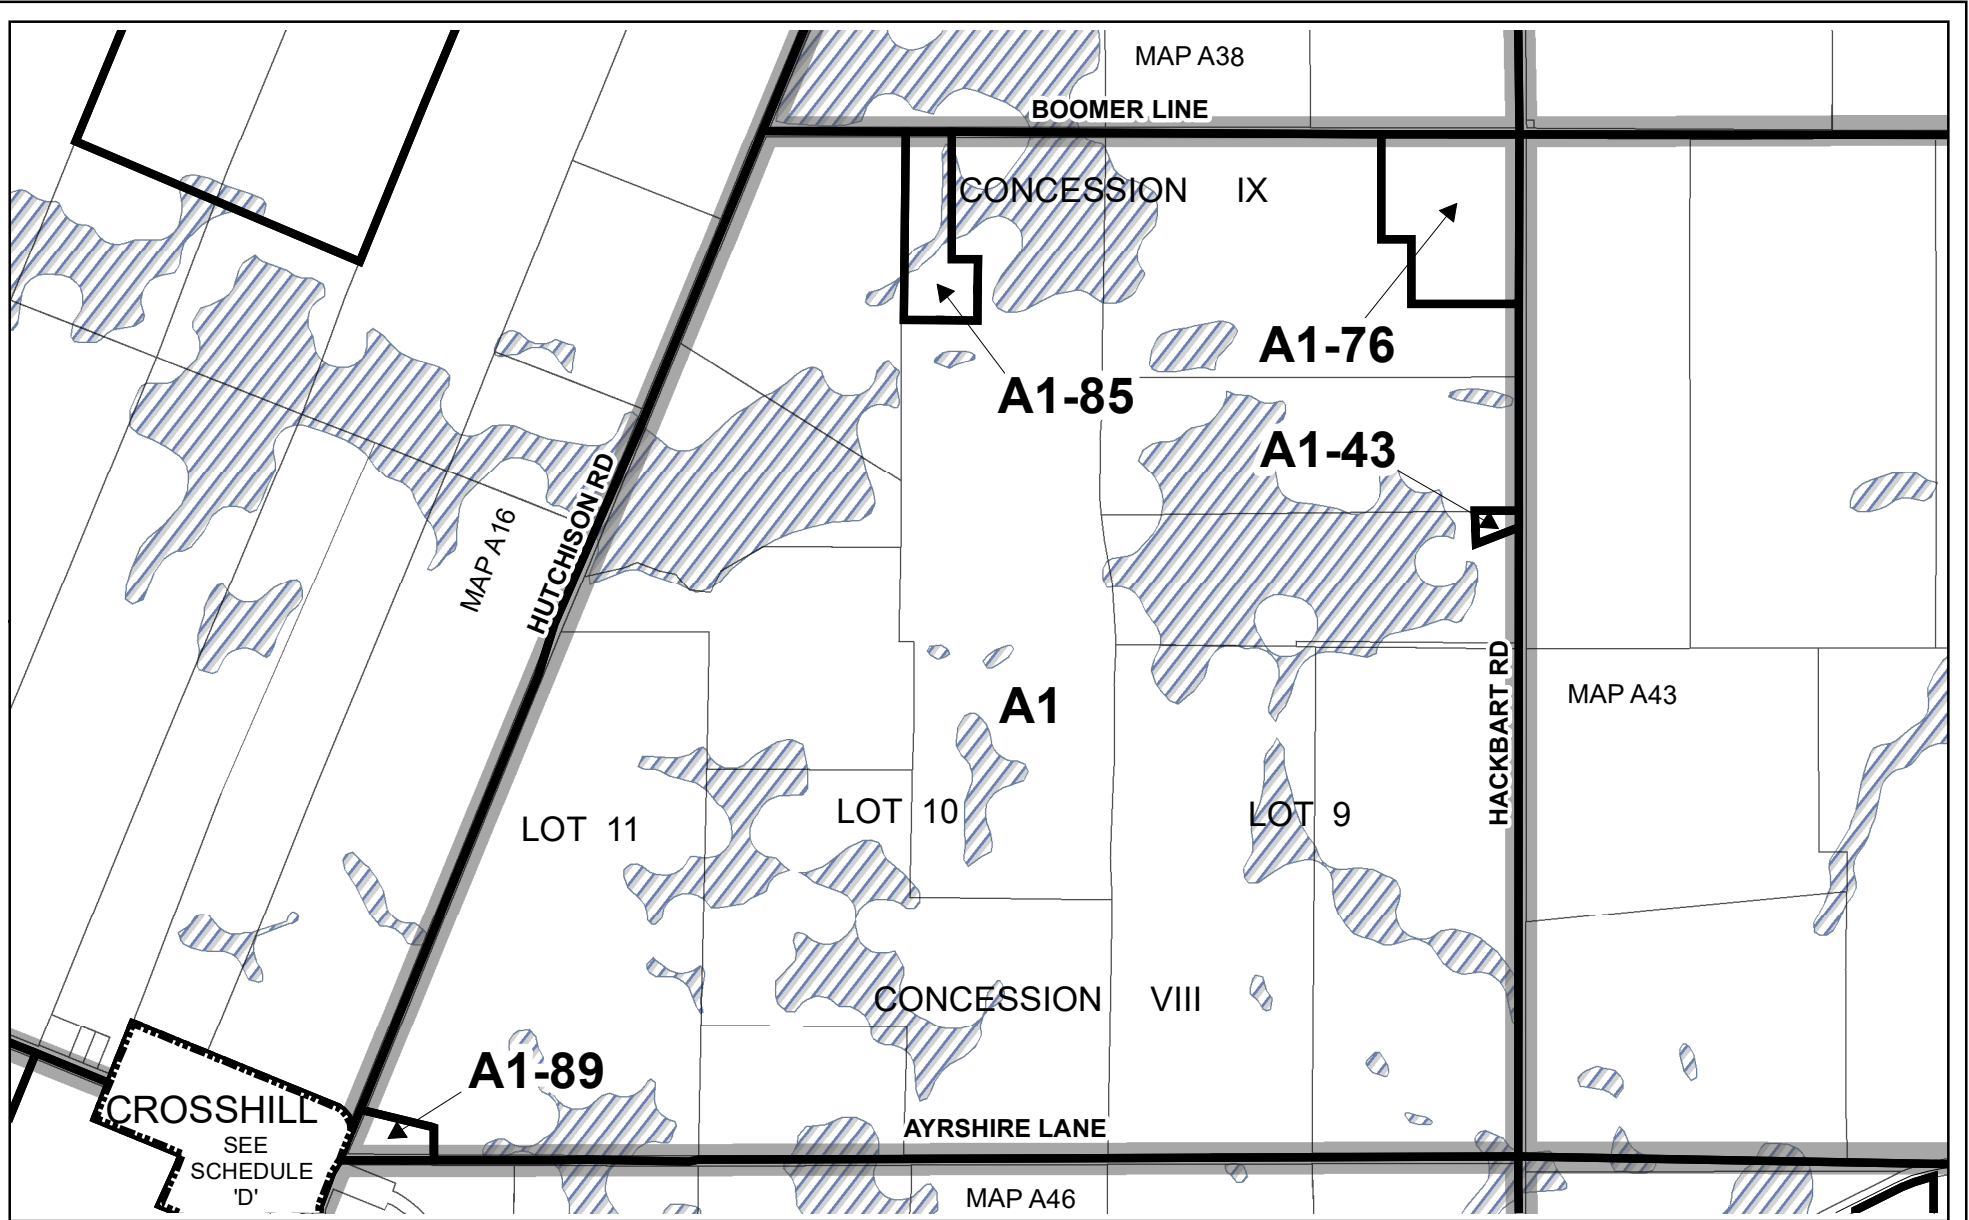 MAP A38
BOOMER LINE
CONCESSION IX
A1-76
A1-85
A1-43
HUTCHISON RD
MAP A16
HACKBART RD
MAP A43
A1
LOT 11
LOT 10
LOT 9
CONCESSION VIII
A1-89
CROSSHILL
SEE
SCHEDULE
'D'
AYRSHIRE LANE
MAP A46